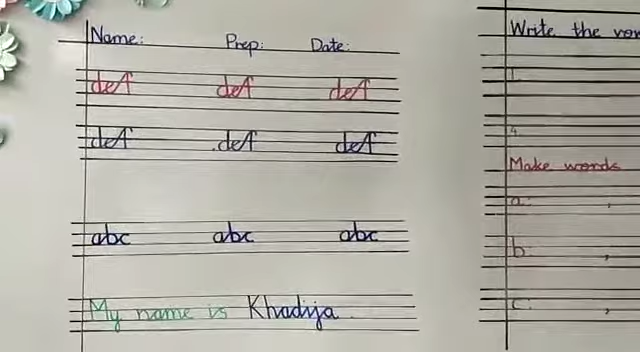 Name: Prep: Date:
def def def
def def def
abc abc abc
My name is Khadija.
Write the
1.
4.
Make words
a. ,
b. ,
c. ,